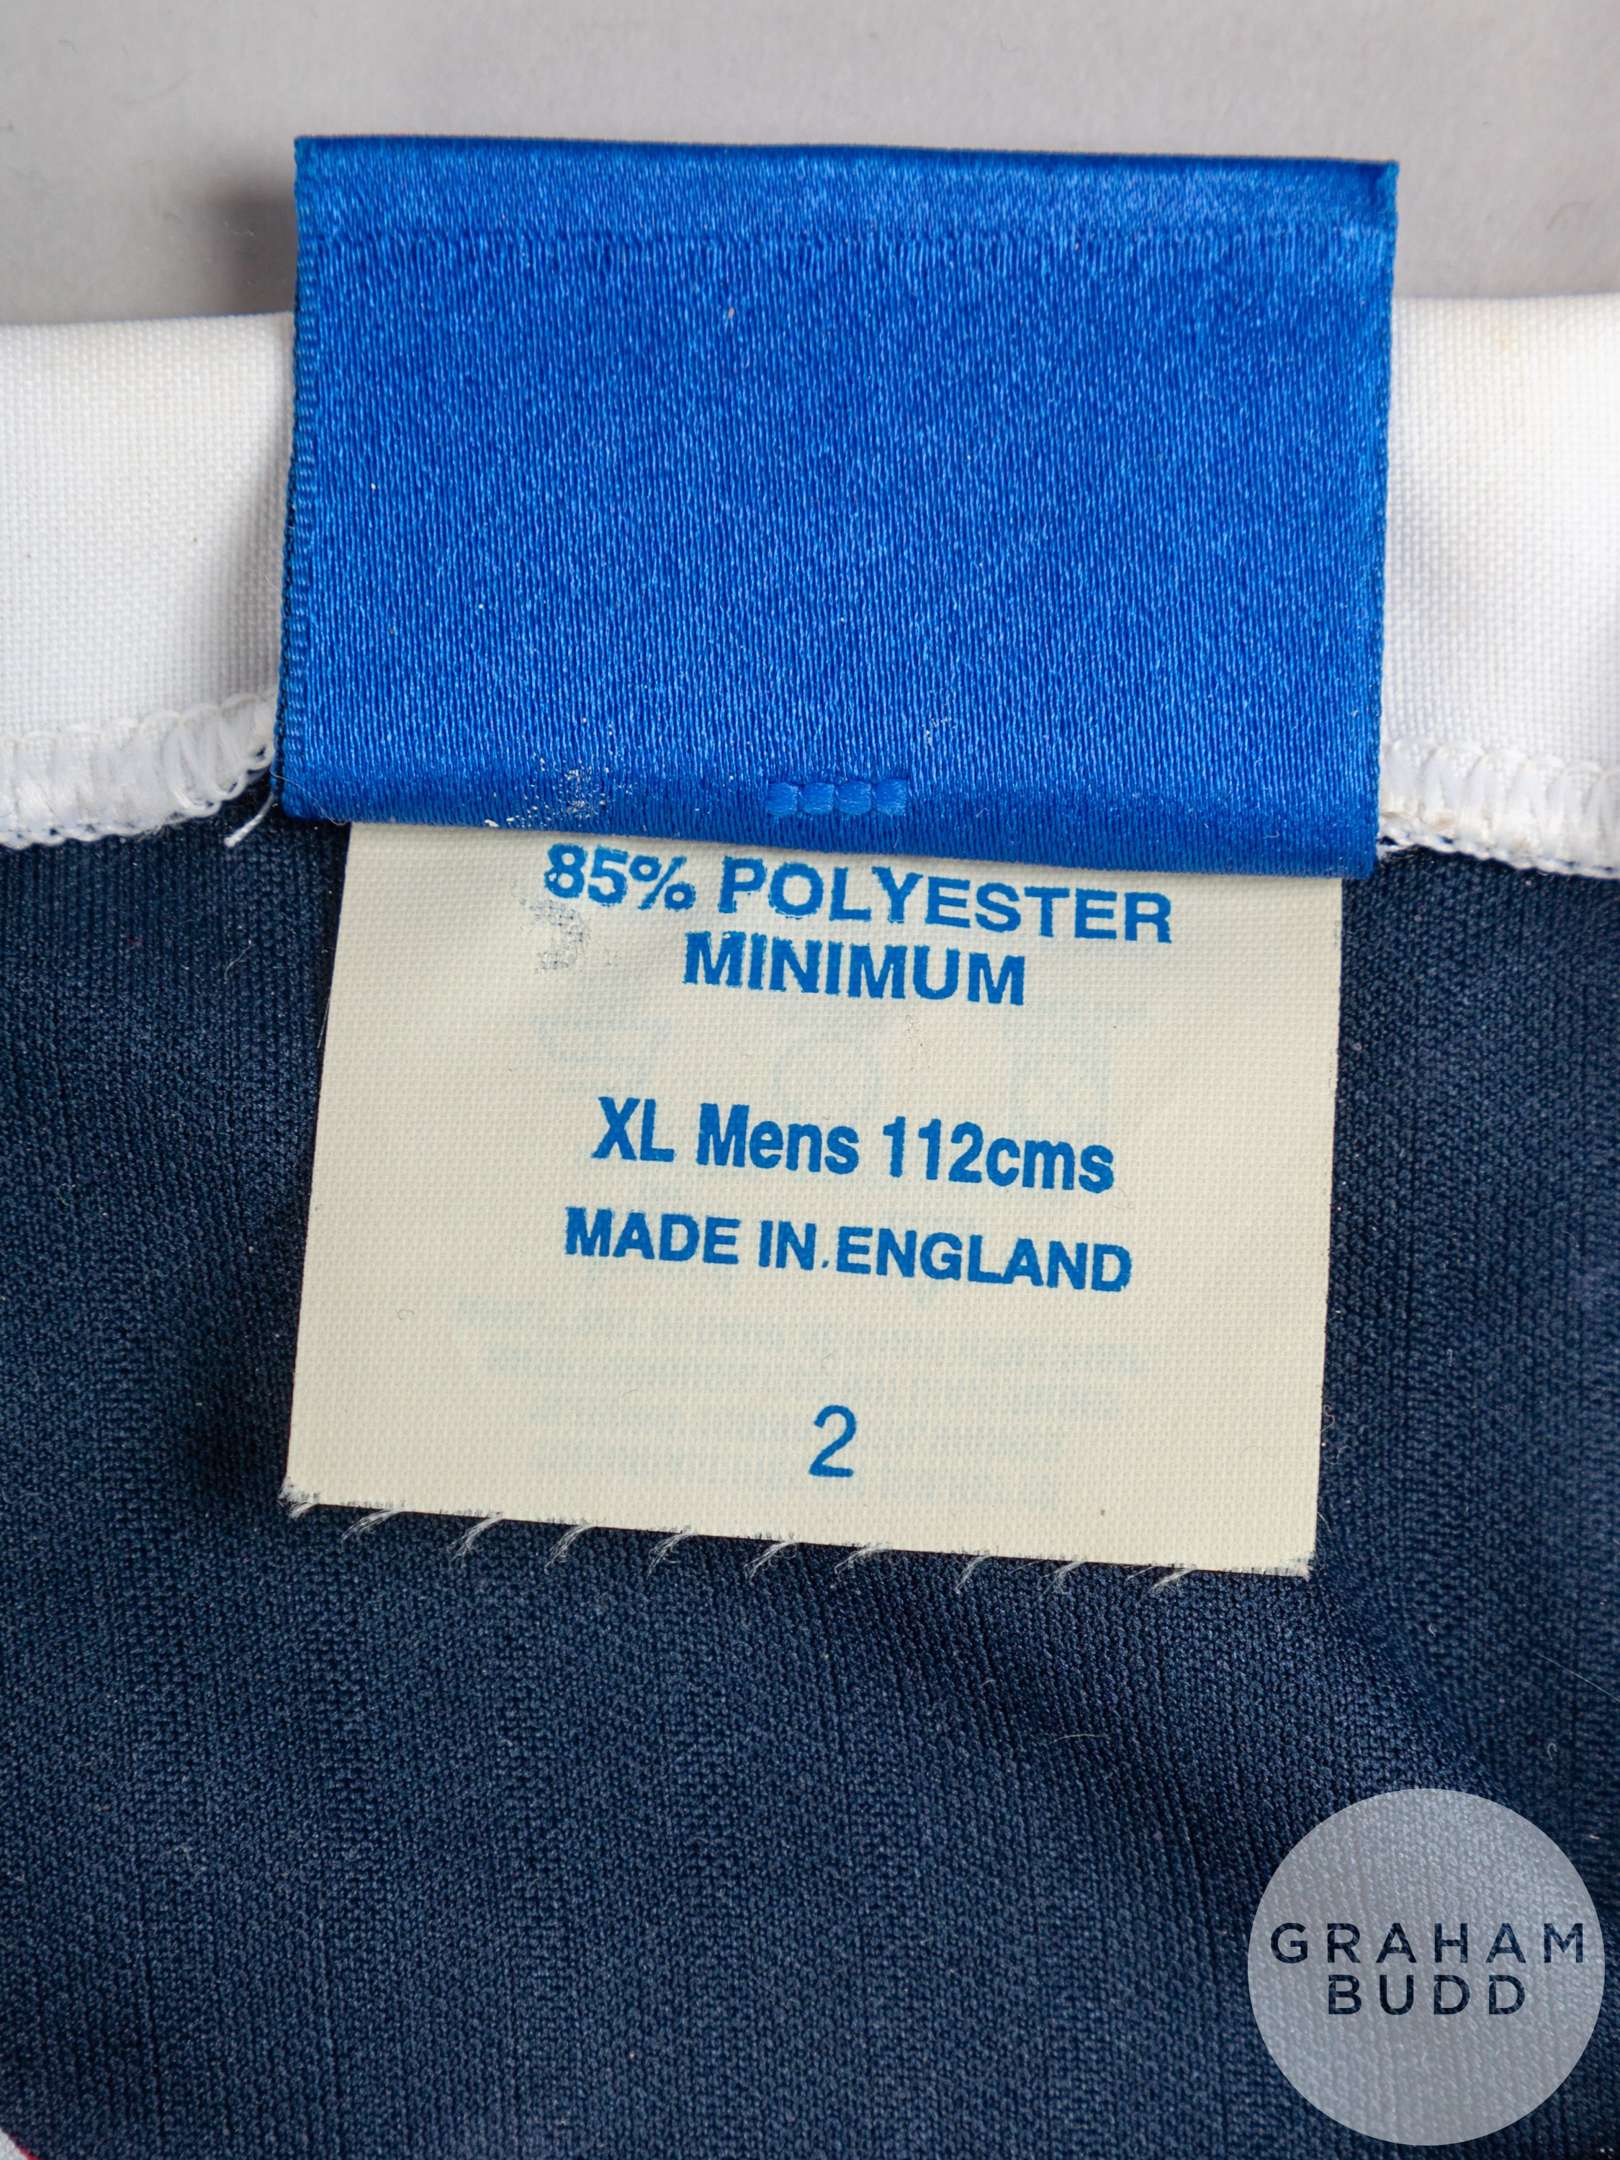 85% POLYESTER
MINIMUM
XL Mens 112cms
MADE IN ENGLAND
2
GRAHAM
BUDD